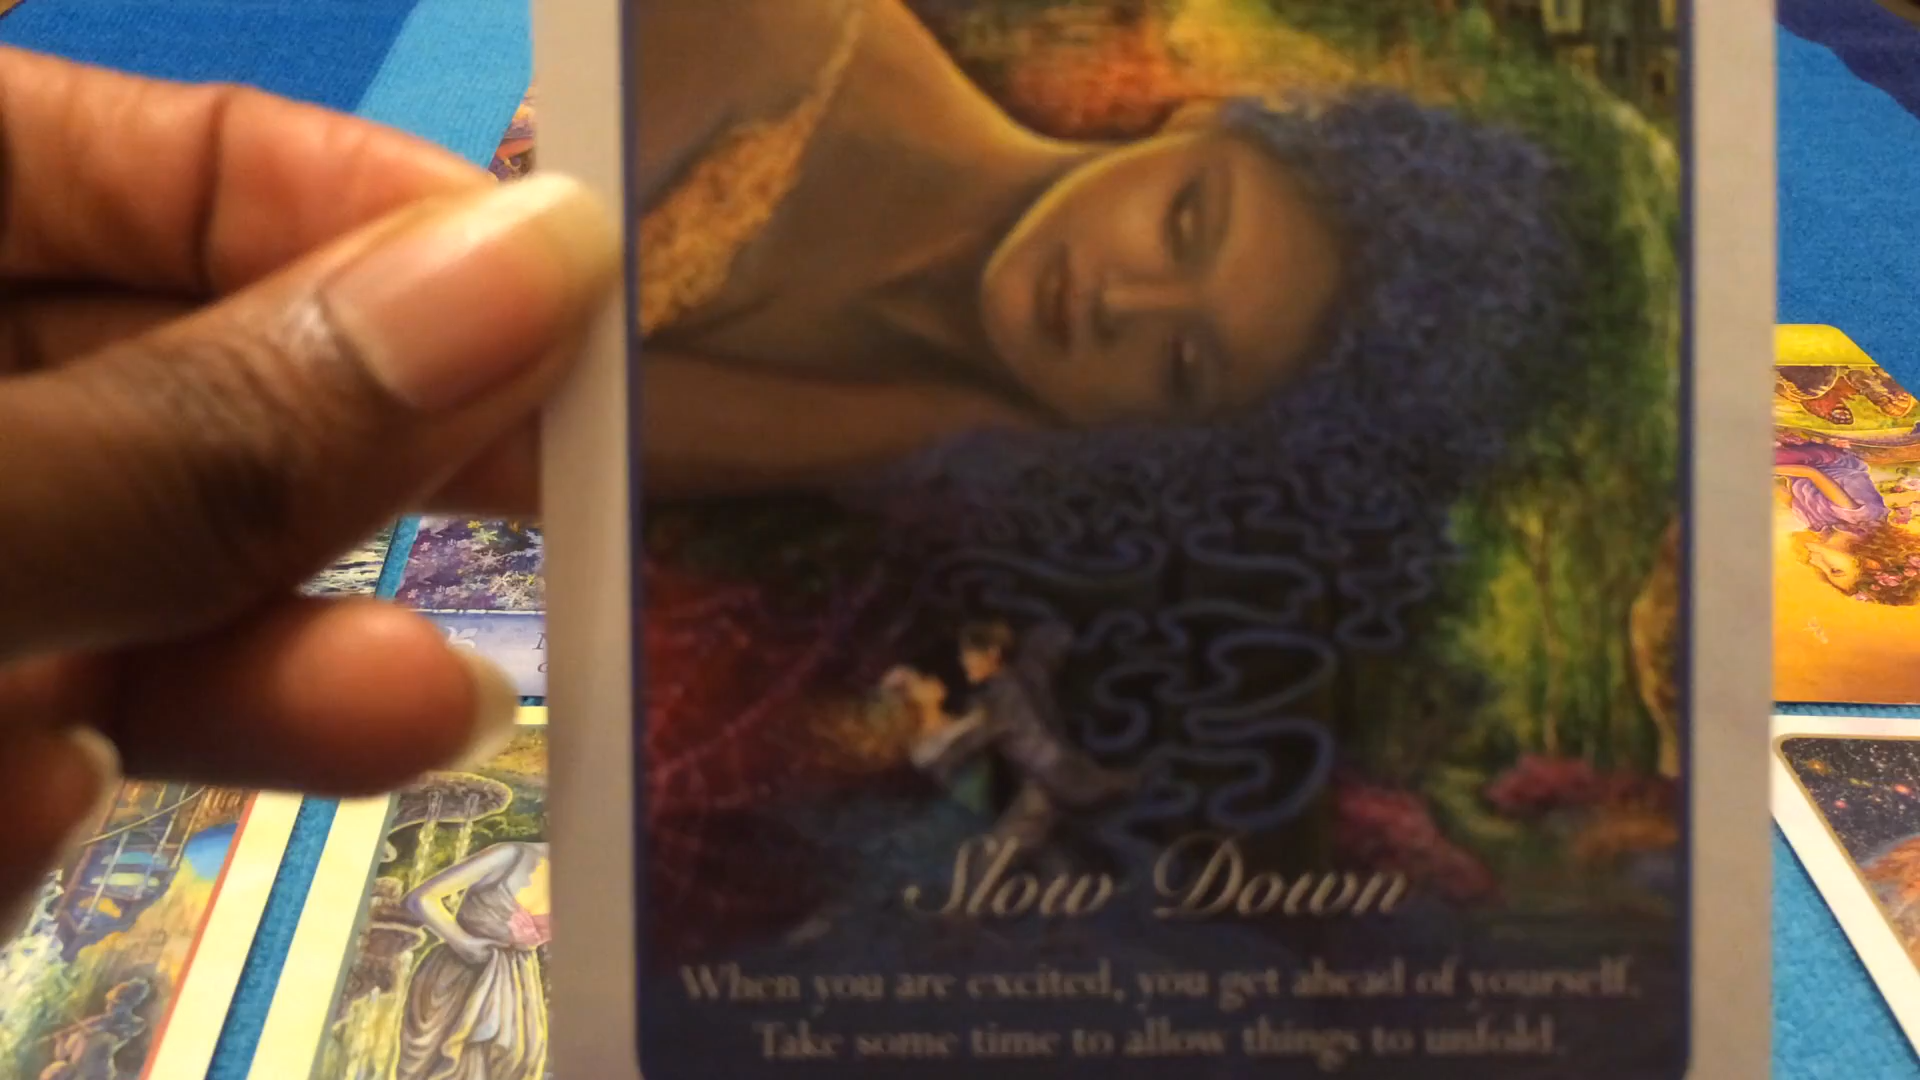 Slow Down
When you are excited, you get ahead of yourself.
Take some time to allow things to unfold.